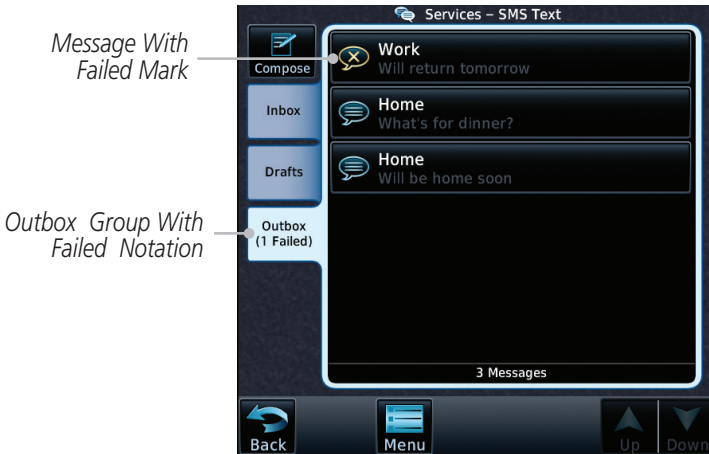 Services – SMS Text
Message With
Failed Mark
Compose
Work
Will return tomorrow
Inbox
Home
What's for dinner?
Drafts
Home
Will be home soon
Outbox Group With
Failed Notation
Outbox
(1 Failed)
3 Messages
Back
Menu
Up
Down